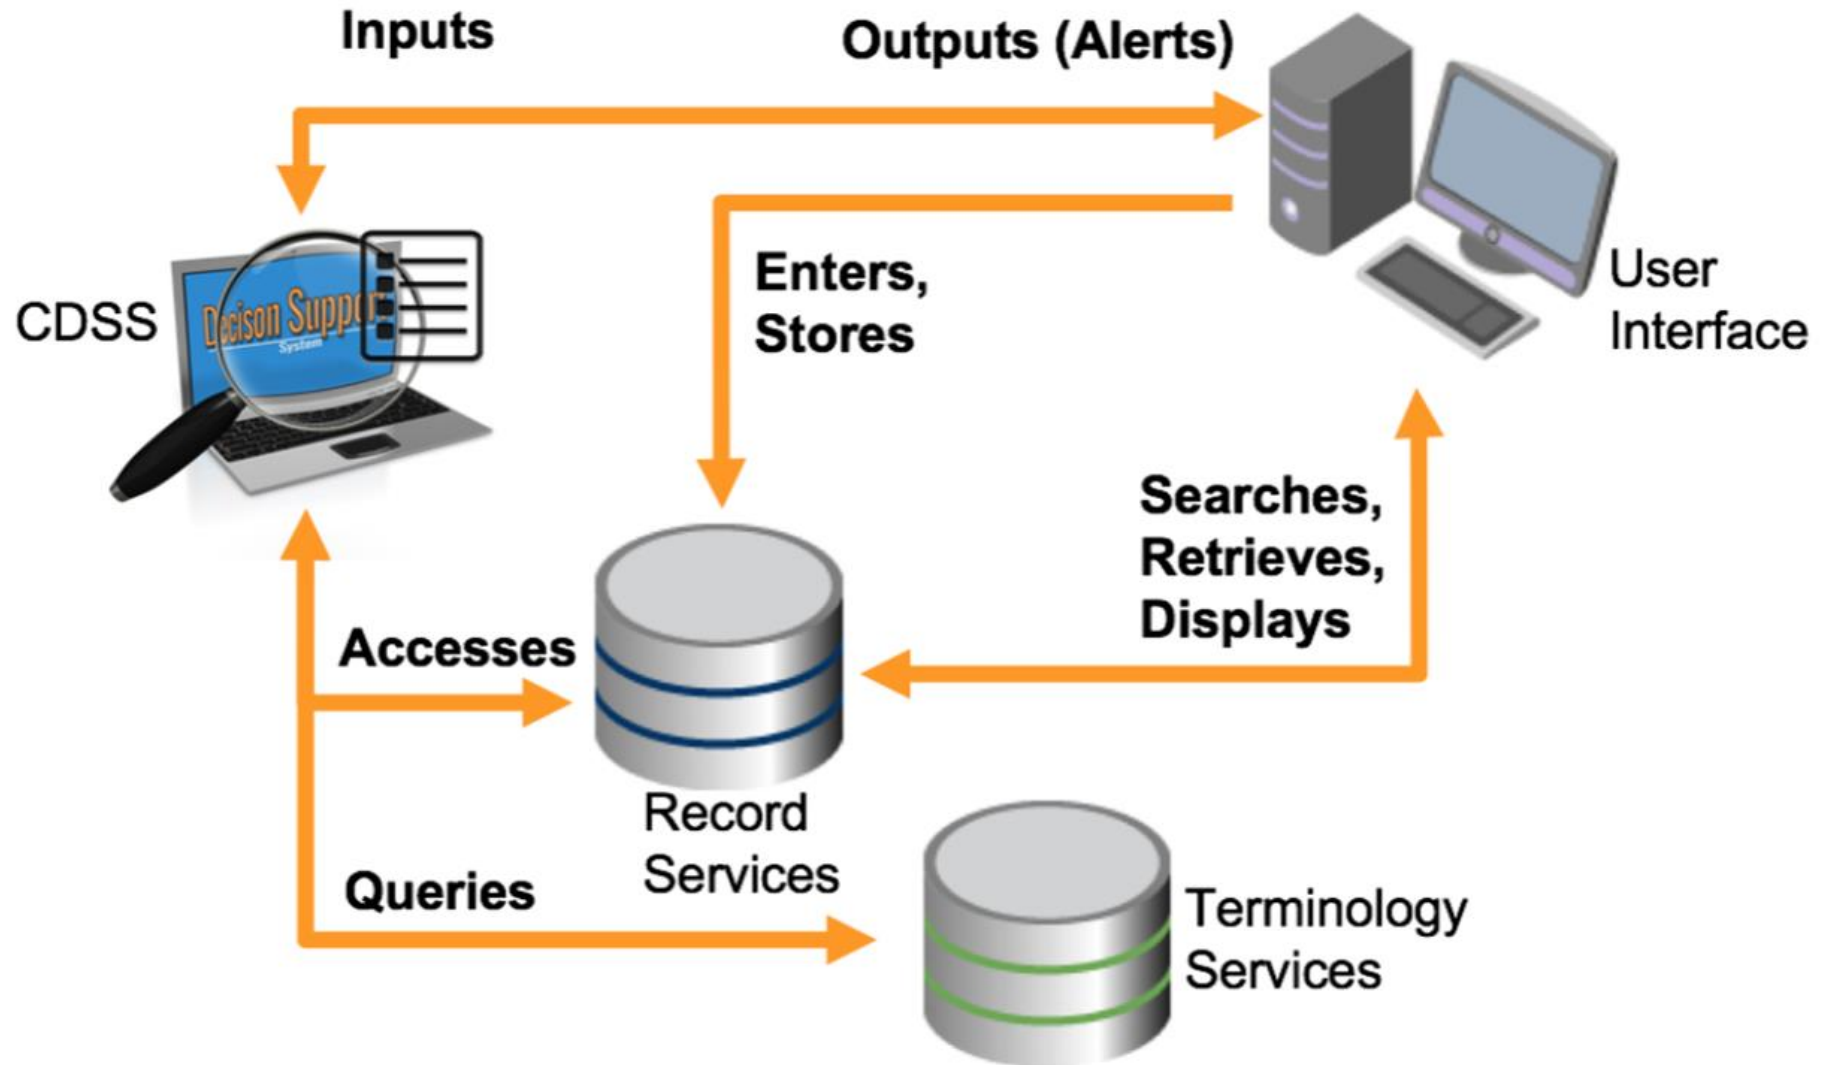 Inputs
Outputs (Alerts)
CDSS
Decison Support
System
Enters,
Stores
User
Interface
Searches,
Retrieves,
Displays
Accesses
Record
Services
Queries
Terminology
Services